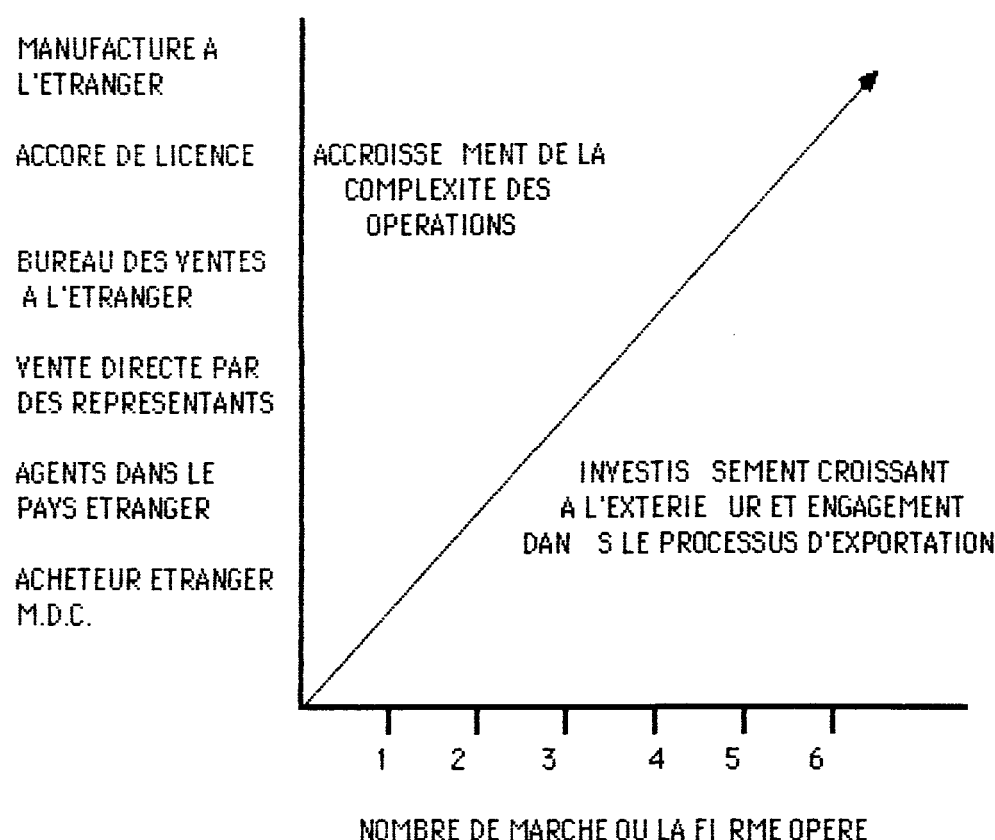 MANUFACTURE A
L'ETRANGER
ACCORE DE LICENCE
ACCROISSE MENT DE LA
COMPLEXITE DES
OPERATIONS
BUREAU DES VENTES
A L'ETRANGER
VENTE DIRECTE PAR
DES REPRESENTANTS
AGENTS DANS LE
PAYS ETRANGER
INVESTIS SEMENT CROISSANT
A L'EXTERIE UR ET ENGAGEMENT
DAN S LE PROCESSUS D'EXPORTATION
ACHETEUR ETRANGER
M.D.C.
1 2 3 4 5 6
NOMBRE DE MARCHE OU LA FI RME OPERE